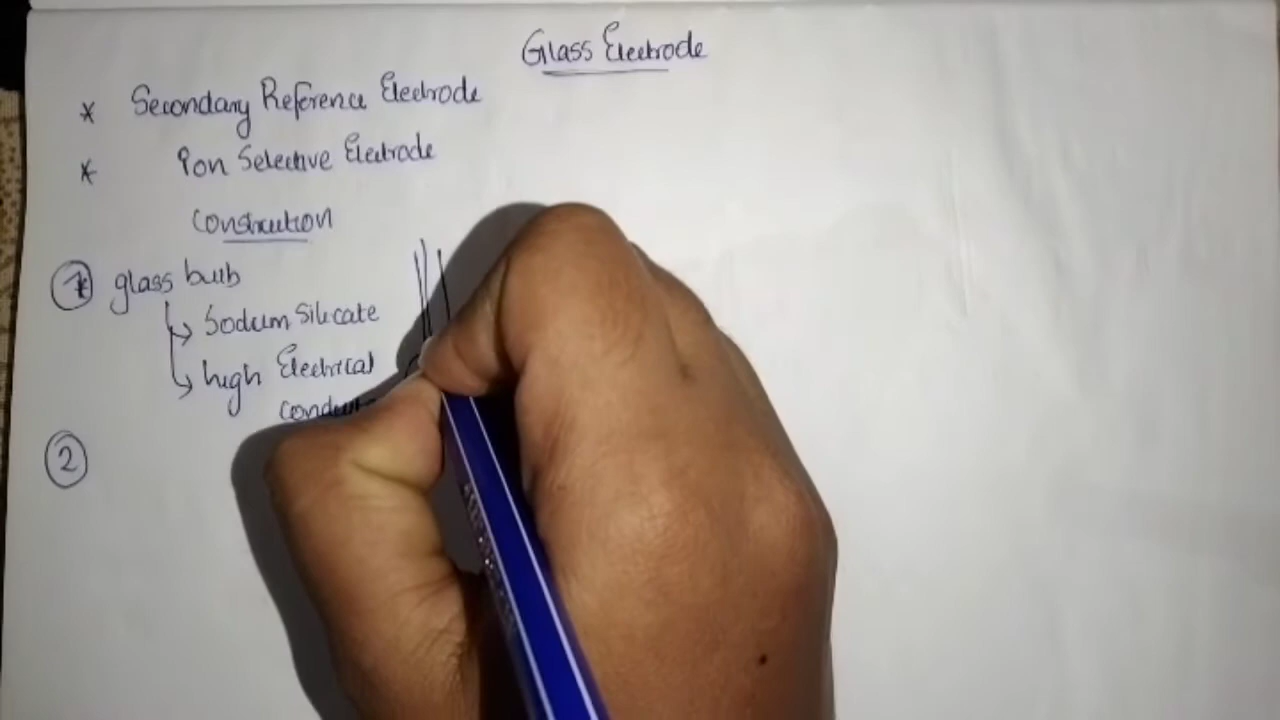 Glass Electrode
* Secondary Reference Electrode
* Ion Selective Electrode
Construction
1 glass bulb
↳ Sodium Silicate
↳ high Electrical
2